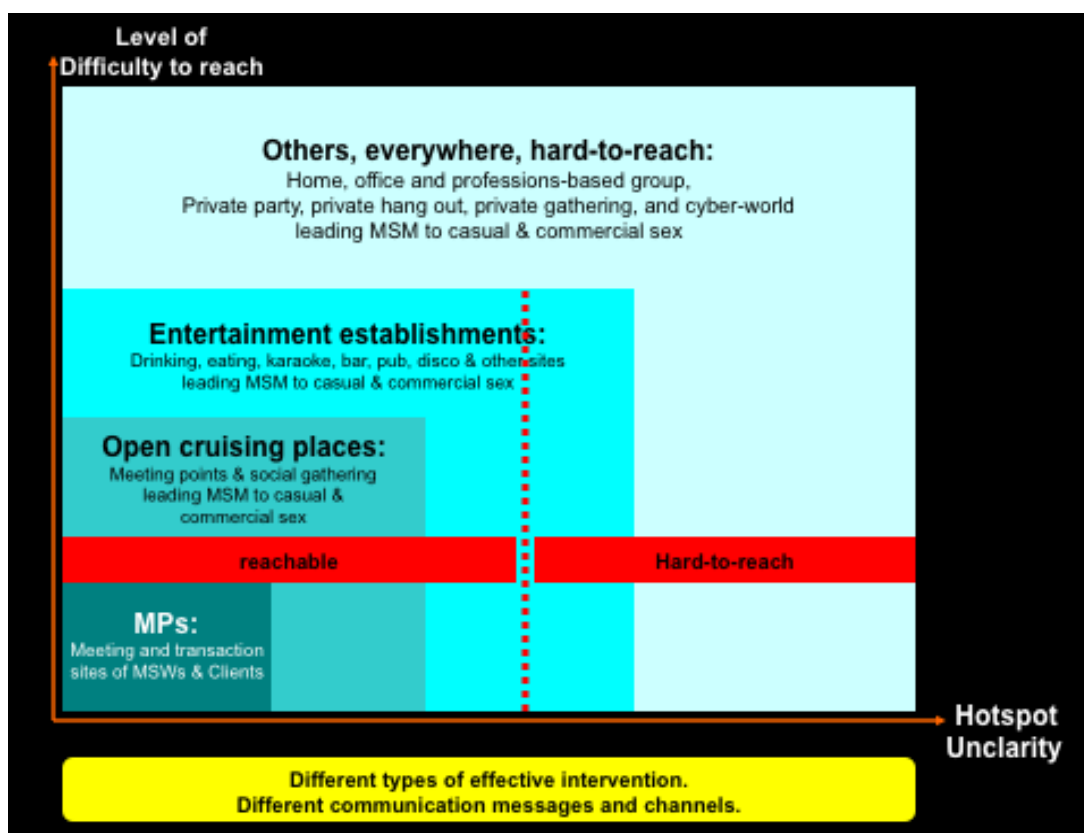 Level of
Difficulty to reach
Others, everywhere, hard-to-reach:
Home, office and professions-based group,
Private party, private hang out, private gathering, and cyber-world
leading MSM to casual & commercial sex
Entertainment establishments:
Drinking, eating, karaoke, bar, pub, disco & other sites
leading MSM to casual & commercial sex
Open cruising places:
Meeting points & social gathering
leading MSM to casual &
commercial sex
reachable
Hard-to-reach
MPs:
Meeting and transaction
sites of MSWs & Clients
Hotspot
Unclarity
Different types of effective intervention.
Different communication messages and channels.